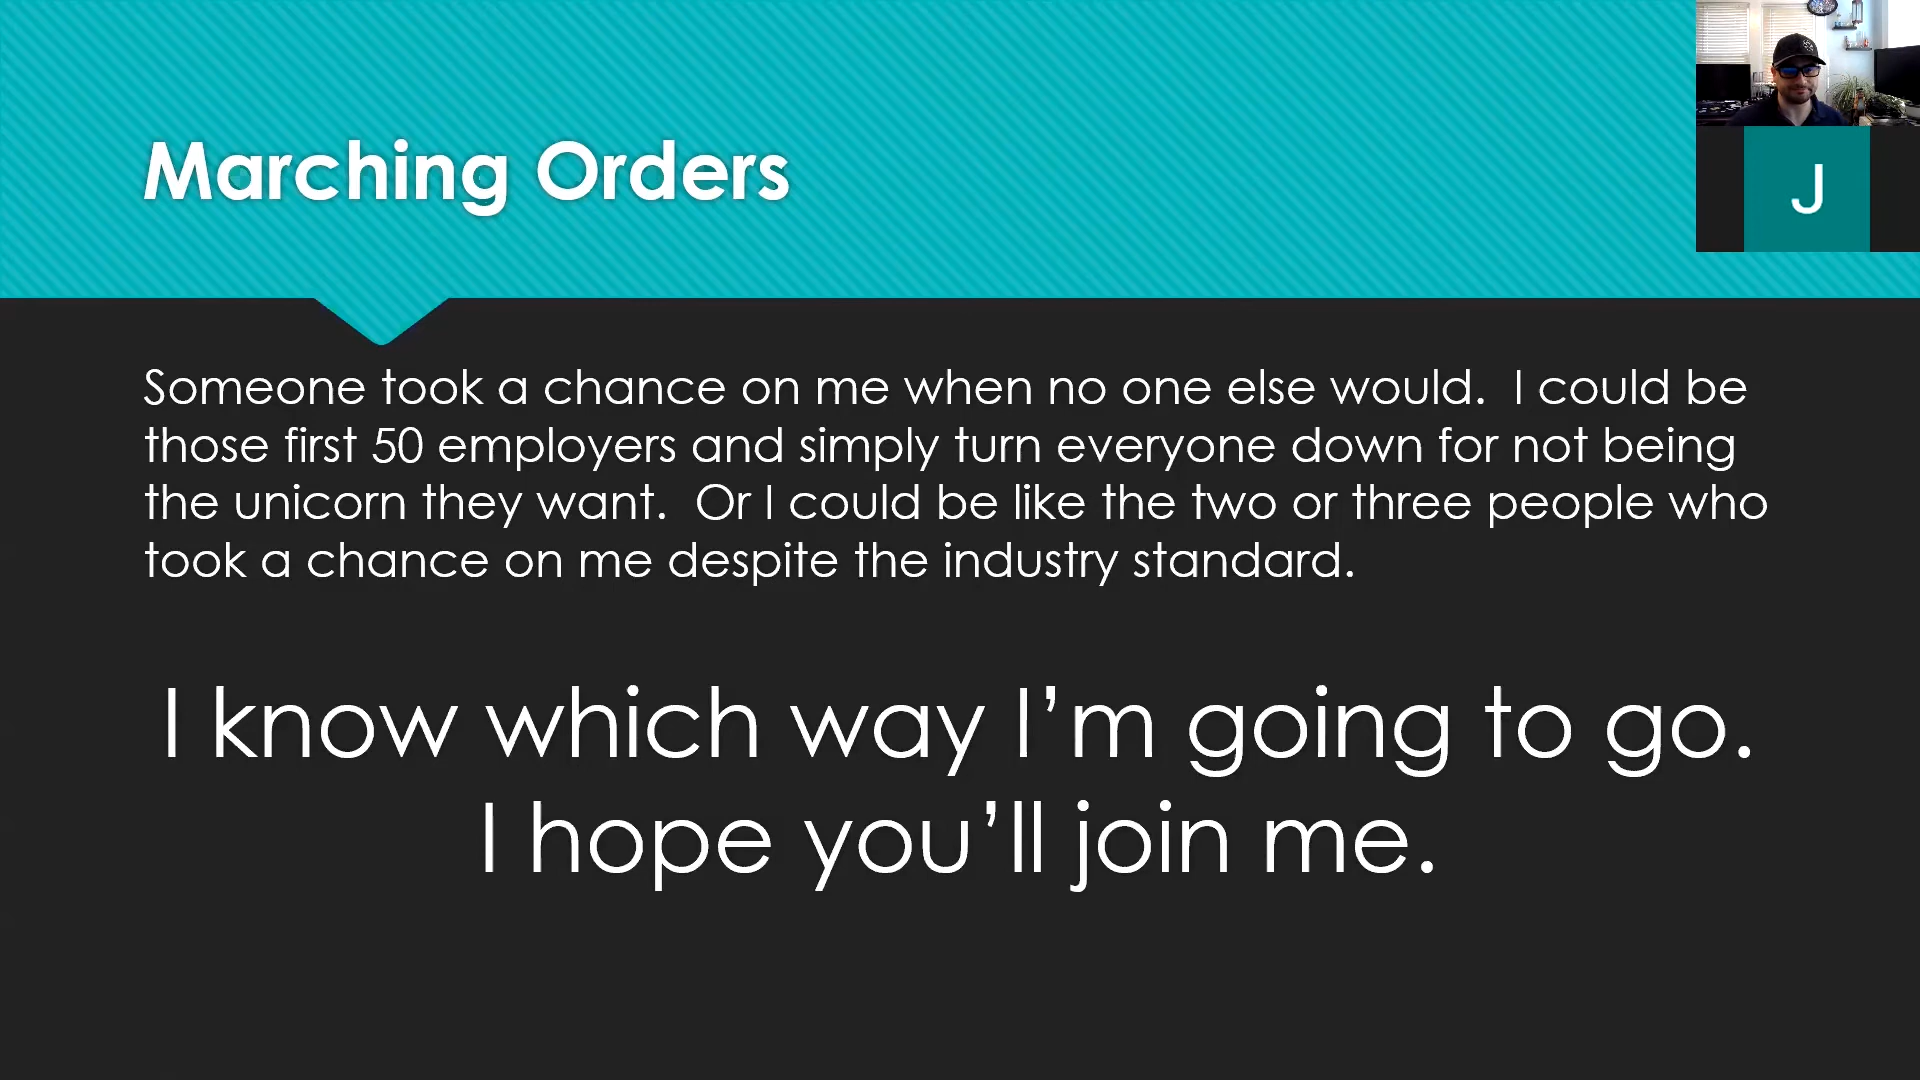 Marching Orders
J
Someone took a chance on me when no one else would.  I could be
those first 50 employers and simply turn everyone down for not being
the unicorn they want.  Or I could be like the two or three people who
took a chance on me despite the industry standard.
I know which way I’m going to go.
I hope you’ll join me.